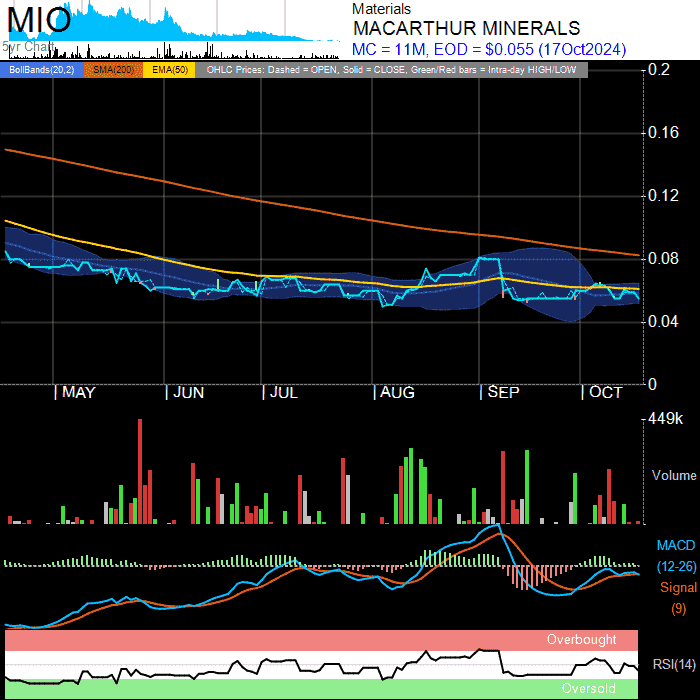 MIO
5yr Chart
Materials
MACARTHUR MINERALS
MC = 11M, EOD = $0.055 (17Oct2024)
BollBands(20,2) SMA(200) EMA(50) OHLC Prices: Dashed = OPEN, Solid = CLOSE, Green/Red bars = Intra-day HIGH/LOW
0.2
0.16
0.12
0.08
0.04
0
MAY JUN JUL AUG SEP OCT
449k
Volume
MACD
(12-26)
Signal
(9)
Overbought
RSI(14)
Oversold